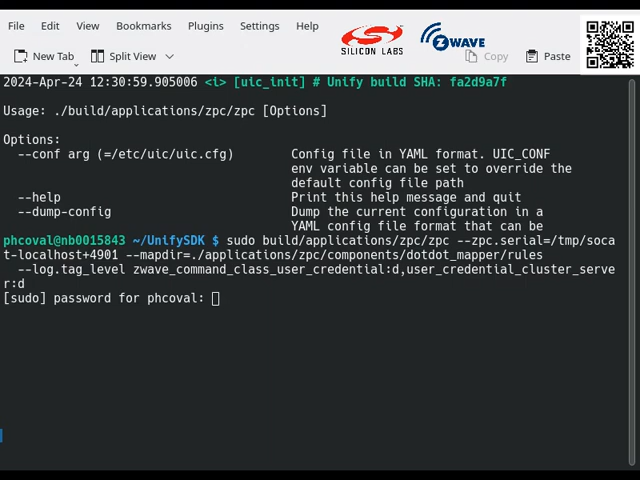 File Edit View Bookmarks Plugins Settings Help
SILICON LABS
Z WAVE
New Tab Split View Copy Paste
2024-Apr-24 12:30:59.905006 <i> [uic_init] # Unify build SHA: fa2d9a7f
Usage: ./build/applications/zpc/zpc [Options]
Options:
--conf arg (=/etc/uic/uic.cfg) Config file in YAML format. UIC_CONF
env variable can be set to override the
default config file path
--help Print this help message and quit
--dump-config Dump the current configuration in a
YAML config file format that can be
phcoval@nb0015843 ~/UnifySDK $ sudo build/applications/zpc/zpc --zpc.serial=/tmp/soca
t-localhost+4901 --mapdir=./applications/zpc/components/dotdot_mapper/rules
--log.tag_level zwave_command_class_user_credential:d,user_credential_cluster_serve
r:d
[sudo] password for phcoval: